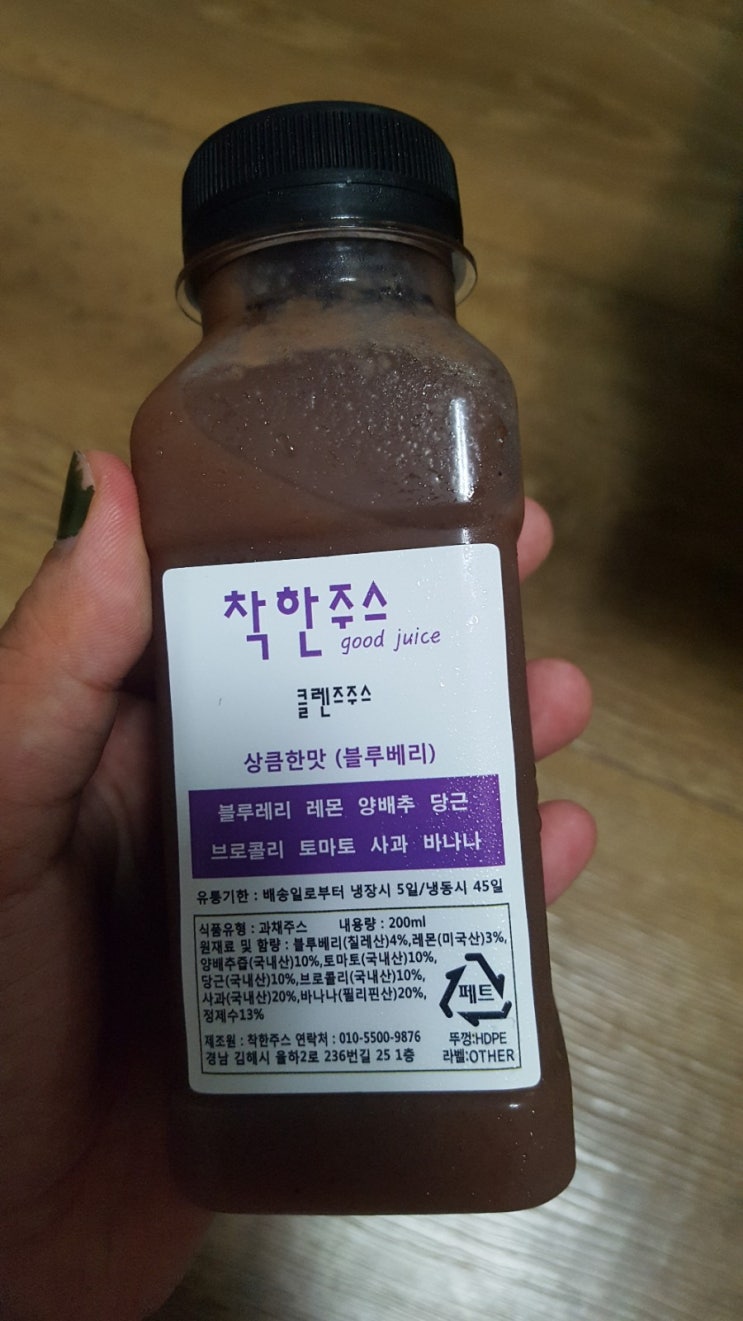 착한주스
good juice
클렌즈주스
상큼한맛 (블루베리)
블루레리 레몬 양배추 당근
브로콜리 토마토 사과 바나나
유통기한 : 배송일로부터 냉장시 5일/냉동시 45일
식품유형 : 과채주스 내용량 : 200ml
원재료 및 함량 : 블루베리(칠레산)4%,레몬(미국산)3%,
양배추즙(국내산)10%,토마토(국내산)10%,
당근(국내산)10%,브로콜리(국내산)10%,
사과(국내산)20%,바나나(필리핀산)20%,
정제수13%
페트
제조원 : 착한주스 연락처 : 010-5500-9876
경남 김해시 율하2로 236번길 25 1층
뚜껑:HDPE
라벨:OTHER